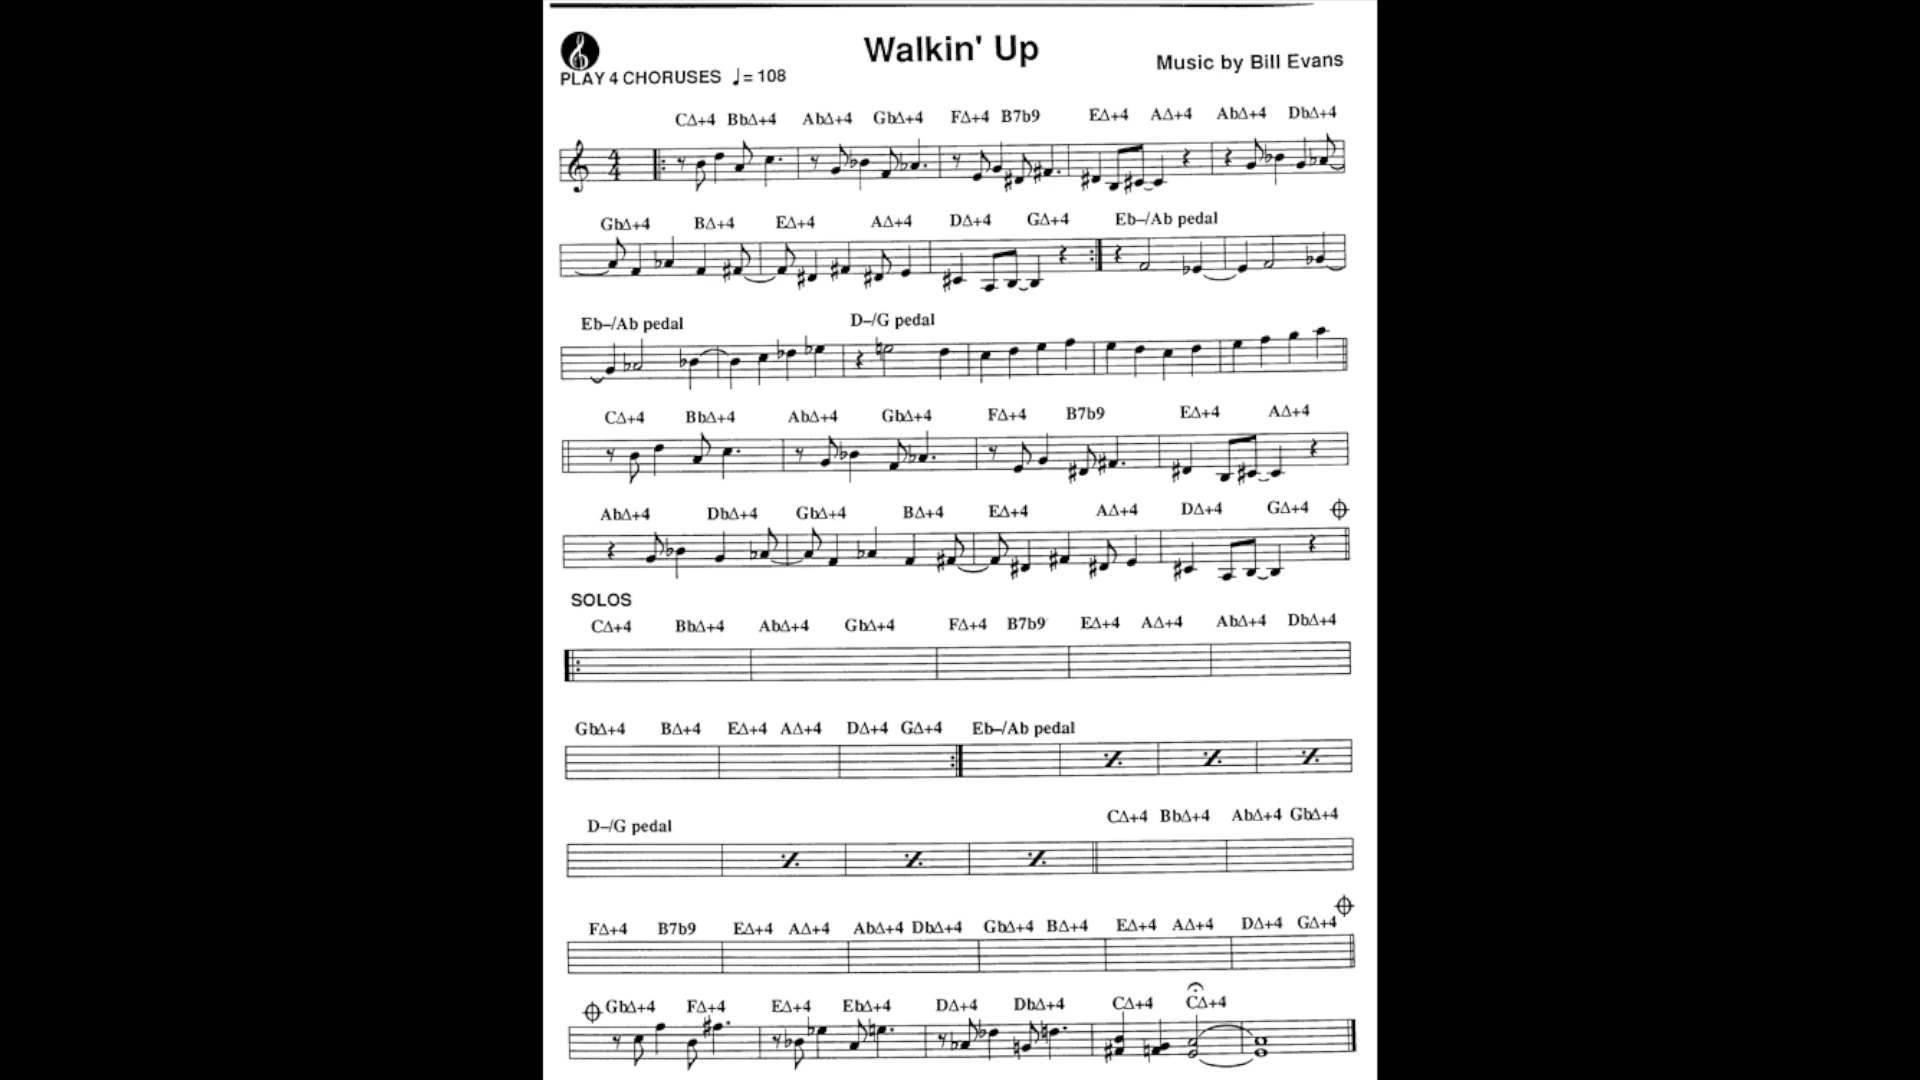 Walkin' Up
Music by Bill Evans
PLAY 4 CHORUSES ♩= 108
CΔ+4 BbΔ+4 AbΔ+4 GbΔ+4 FΔ+4 B7b9 EΔ+4 AΔ+4 AbΔ+4 DbΔ+4
4
4
GbΔ+4 BΔ+4 EΔ+4 AΔ+4 DΔ+4 GΔ+4 Eb–/Ab pedal
Eb–/Ab pedal D–/G pedal
CΔ+4 BbΔ+4 AbΔ+4 GbΔ+4 FΔ+4 B7b9 EΔ+4 AΔ+4
AbΔ+4 DbΔ+4 GbΔ+4 BΔ+4 EΔ+4 AΔ+4 DΔ+4 GΔ+4
SOLOS
CΔ+4 BbΔ+4 AbΔ+4 GbΔ+4 FΔ+4 B7b9 EΔ+4 AΔ+4 AbΔ+4 DbΔ+4
GbΔ+4 BΔ+4 EΔ+4 AΔ+4 DΔ+4 GΔ+4 Eb–/Ab pedal
D–/G pedal CΔ+4 BbΔ+4 AbΔ+4 GbΔ+4
FΔ+4 B7b9 EΔ+4 AΔ+4 AbΔ+4 DbΔ+4 GbΔ+4 BΔ+4 EΔ+4 AΔ+4 DΔ+4 GΔ+4
GbΔ+4 FΔ+4 EΔ+4 EbΔ+4 DΔ+4 DbΔ+4 CΔ+4 CΔ+4